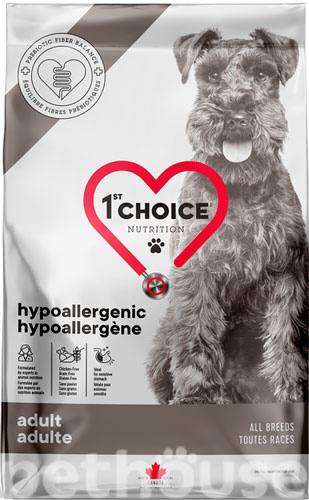 PREBIOTIC FIBER BALANCE
ÉQUILIBRE FIBRES PRÉBIOTIQUES
1ST CHOICE
NUTRITION
hypoallergenic
hypoallergène
Formulated
by experts in
animal nutrition
Formulée par
des experts en
nutrition animale
Chicken-Free
Grain-Free
Gluten-Free
Sans poulet
Sans grains
Sans gluten
Ideal
for sensitive
stomach
Idéal pour
estomac
sensible
adult
adulte
ALL BREEDS
TOUTES RACES
CANADA
pethouse